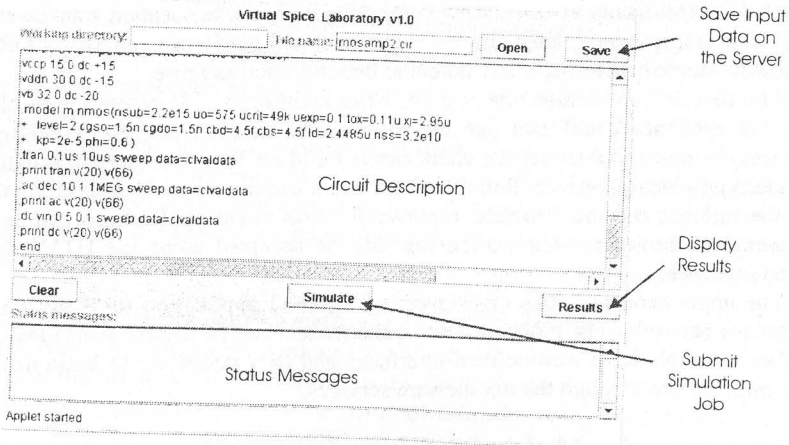 Virtual Spice Laboratory v1.0
Working directory: File name: mosamp2.cir Open Save
Save Input
Data on
the Server
vccp 15 0 dc +15
vddn 30 0 dc -15
vb 32 0 dc -20
.model m nmos(nsub=2.2e15 uo=575 ucrit=49k uexp=0.1 tox=0.11u xj=2.95u
+ level=2 cgso=1.5n cgdo=1.5n cbd=4.5f cbs=4.5f ld=2.4485u nss=3.2e10
+ kp=2e-5 phi=0.6 )
.tran 0.1us 10us sweep data=clvaldata
.print tran v(20) v(66)
.ac dec 10 1 1MEG sweep data=clvaldata
.print ac v(20) v(66)
.dc vin 0 5 0.1 sweep data=clvaldata
.print dc v(20) v(66)
.end
Circuit Description
Display
Results
Clear Simulate Results
Status messages:
Status Messages
Submit
Simulation
Job
Applet started